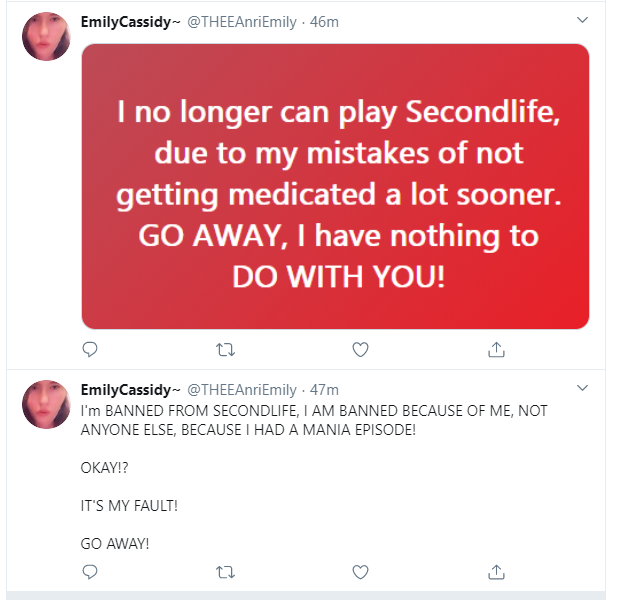 EmilyCassidy~ @THEEAnriEmily · 46m
I no longer can play Secondlife,
due to my mistakes of not
getting medicated a lot sooner.
GO AWAY, I have nothing to
DO WITH YOU!
EmilyCassidy~ @THEEAnriEmily · 47m
I'm BANNED FROM SECONDLIFE, I AM BANNED BECAUSE OF ME, NOT
ANYONE ELSE, BECAUSE I HAD A MANIA EPISODE!
OKAY!?
IT'S MY FAULT!
GO AWAY!